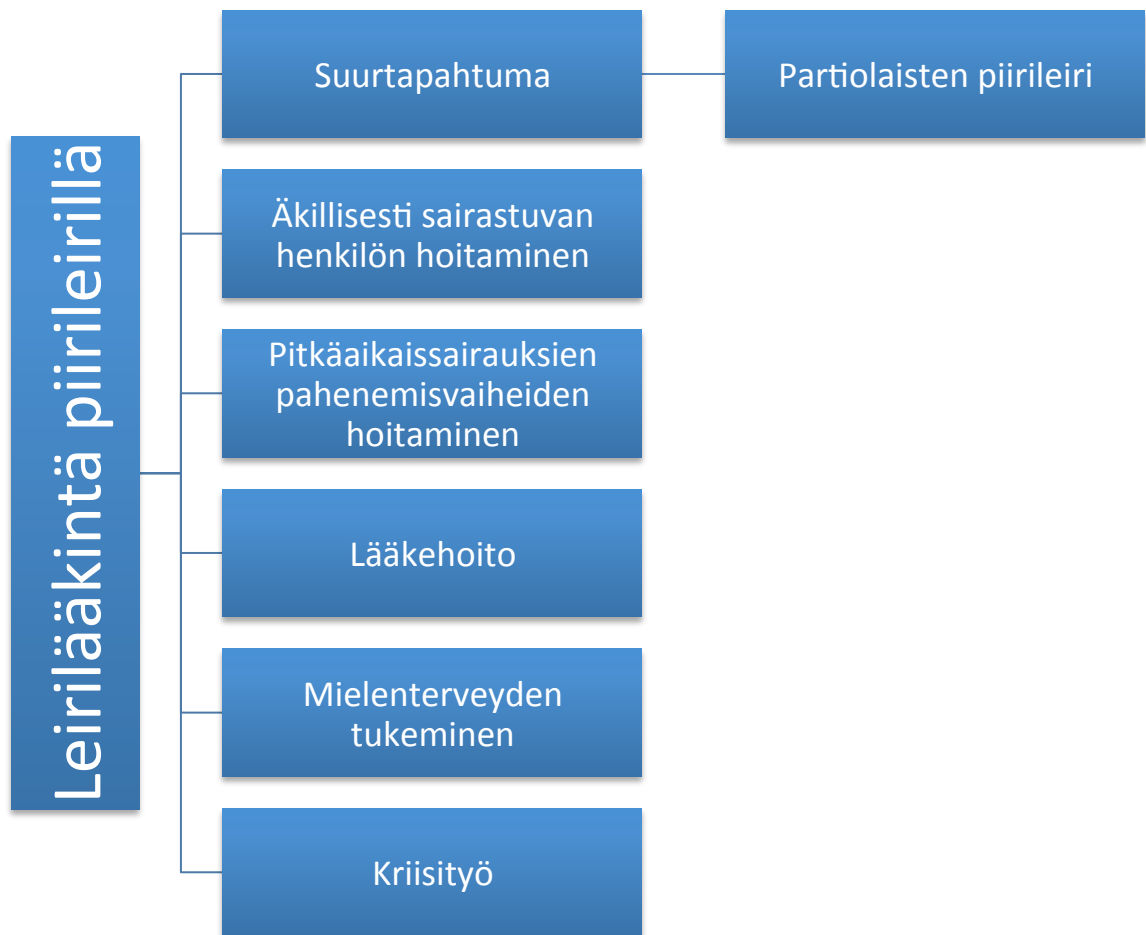 Leirilääkintä piirileirillä
Suurtapahtuma
Partiolaisten piirileiri
Äkillisesti sairastuvan
henkilön hoitaminen
Pitkäaikaissairauksien
pahenemisvaiheiden
hoitaminen
Lääkehoito
Mielenterveyden
tukeminen
Kriisityö